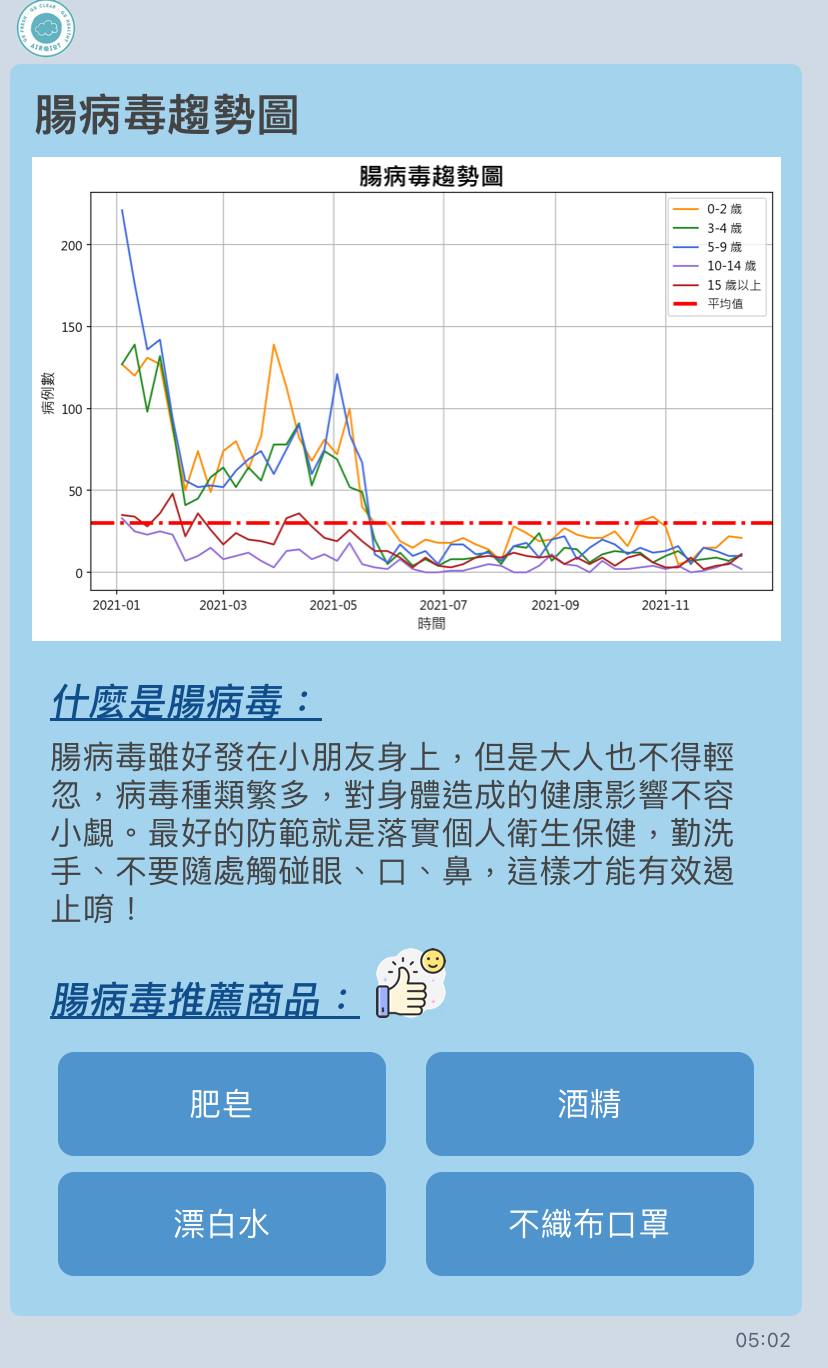 GO FRESH · GO CLEAR · GO HEALTHY
腸病毒趨勢圖
腸病毒趨勢圖
0-2 歲
3-4 歲
5-9 歲
10-14 歲
15 歲以上
平均值
病例數
200
150
100
50
0
2021-01 2021-03 2021-05 2021-07 2021-09 2021-11
時間
什麼是腸病毒：
腸病毒雖好發在小朋友身上，但是大人也不得輕
忽，病毒種類繁多，對身體造成的健康影響不容
小覷。最好的防範就是落實個人衛生保健，勤洗
手、不要隨處觸碰眼、口、鼻，這樣才能有效遏
止唷！
腸病毒推薦商品：
肥皂
酒精
漂白水
不織布口罩
05:02